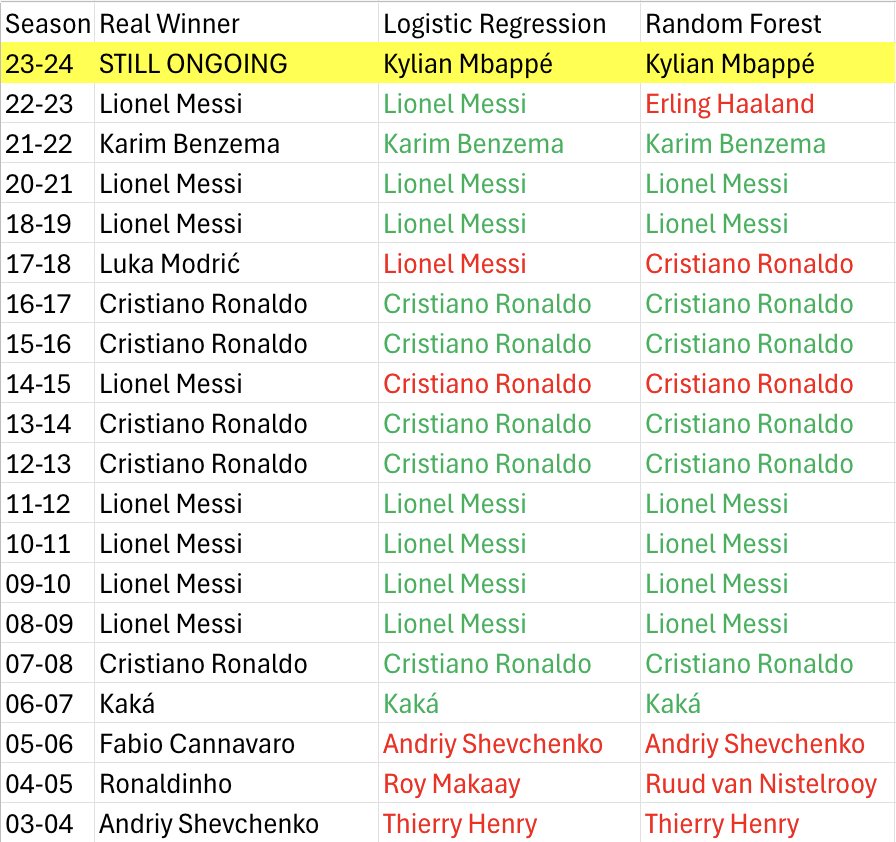 Season Real Winner Logistic Regression Random Forest
23-24 STILL ONGOING Kylian Mbappé Kylian Mbappé
22-23 Lionel Messi Lionel Messi Erling Haaland
21-22 Karim Benzema Karim Benzema Karim Benzema
20-21 Lionel Messi Lionel Messi Lionel Messi
18-19 Lionel Messi Lionel Messi Lionel Messi
17-18 Luka Modrić Lionel Messi Cristiano Ronaldo
16-17 Cristiano Ronaldo Cristiano Ronaldo Cristiano Ronaldo
15-16 Cristiano Ronaldo Cristiano Ronaldo Cristiano Ronaldo
14-15 Lionel Messi Cristiano Ronaldo Cristiano Ronaldo
13-14 Cristiano Ronaldo Cristiano Ronaldo Cristiano Ronaldo
12-13 Cristiano Ronaldo Cristiano Ronaldo Cristiano Ronaldo
11-12 Lionel Messi Lionel Messi Lionel Messi
10-11 Lionel Messi Lionel Messi Lionel Messi
09-10 Lionel Messi Lionel Messi Lionel Messi
08-09 Lionel Messi Lionel Messi Lionel Messi
07-08 Cristiano Ronaldo Cristiano Ronaldo Cristiano Ronaldo
06-07 Kaká Kaká Kaká
05-06 Fabio Cannavaro Andriy Shevchenko Andriy Shevchenko
04-05 Ronaldinho Roy Makaay Ruud van Nistelrooy
03-04 Andriy Shevchenko Thierry Henry Thierry Henry